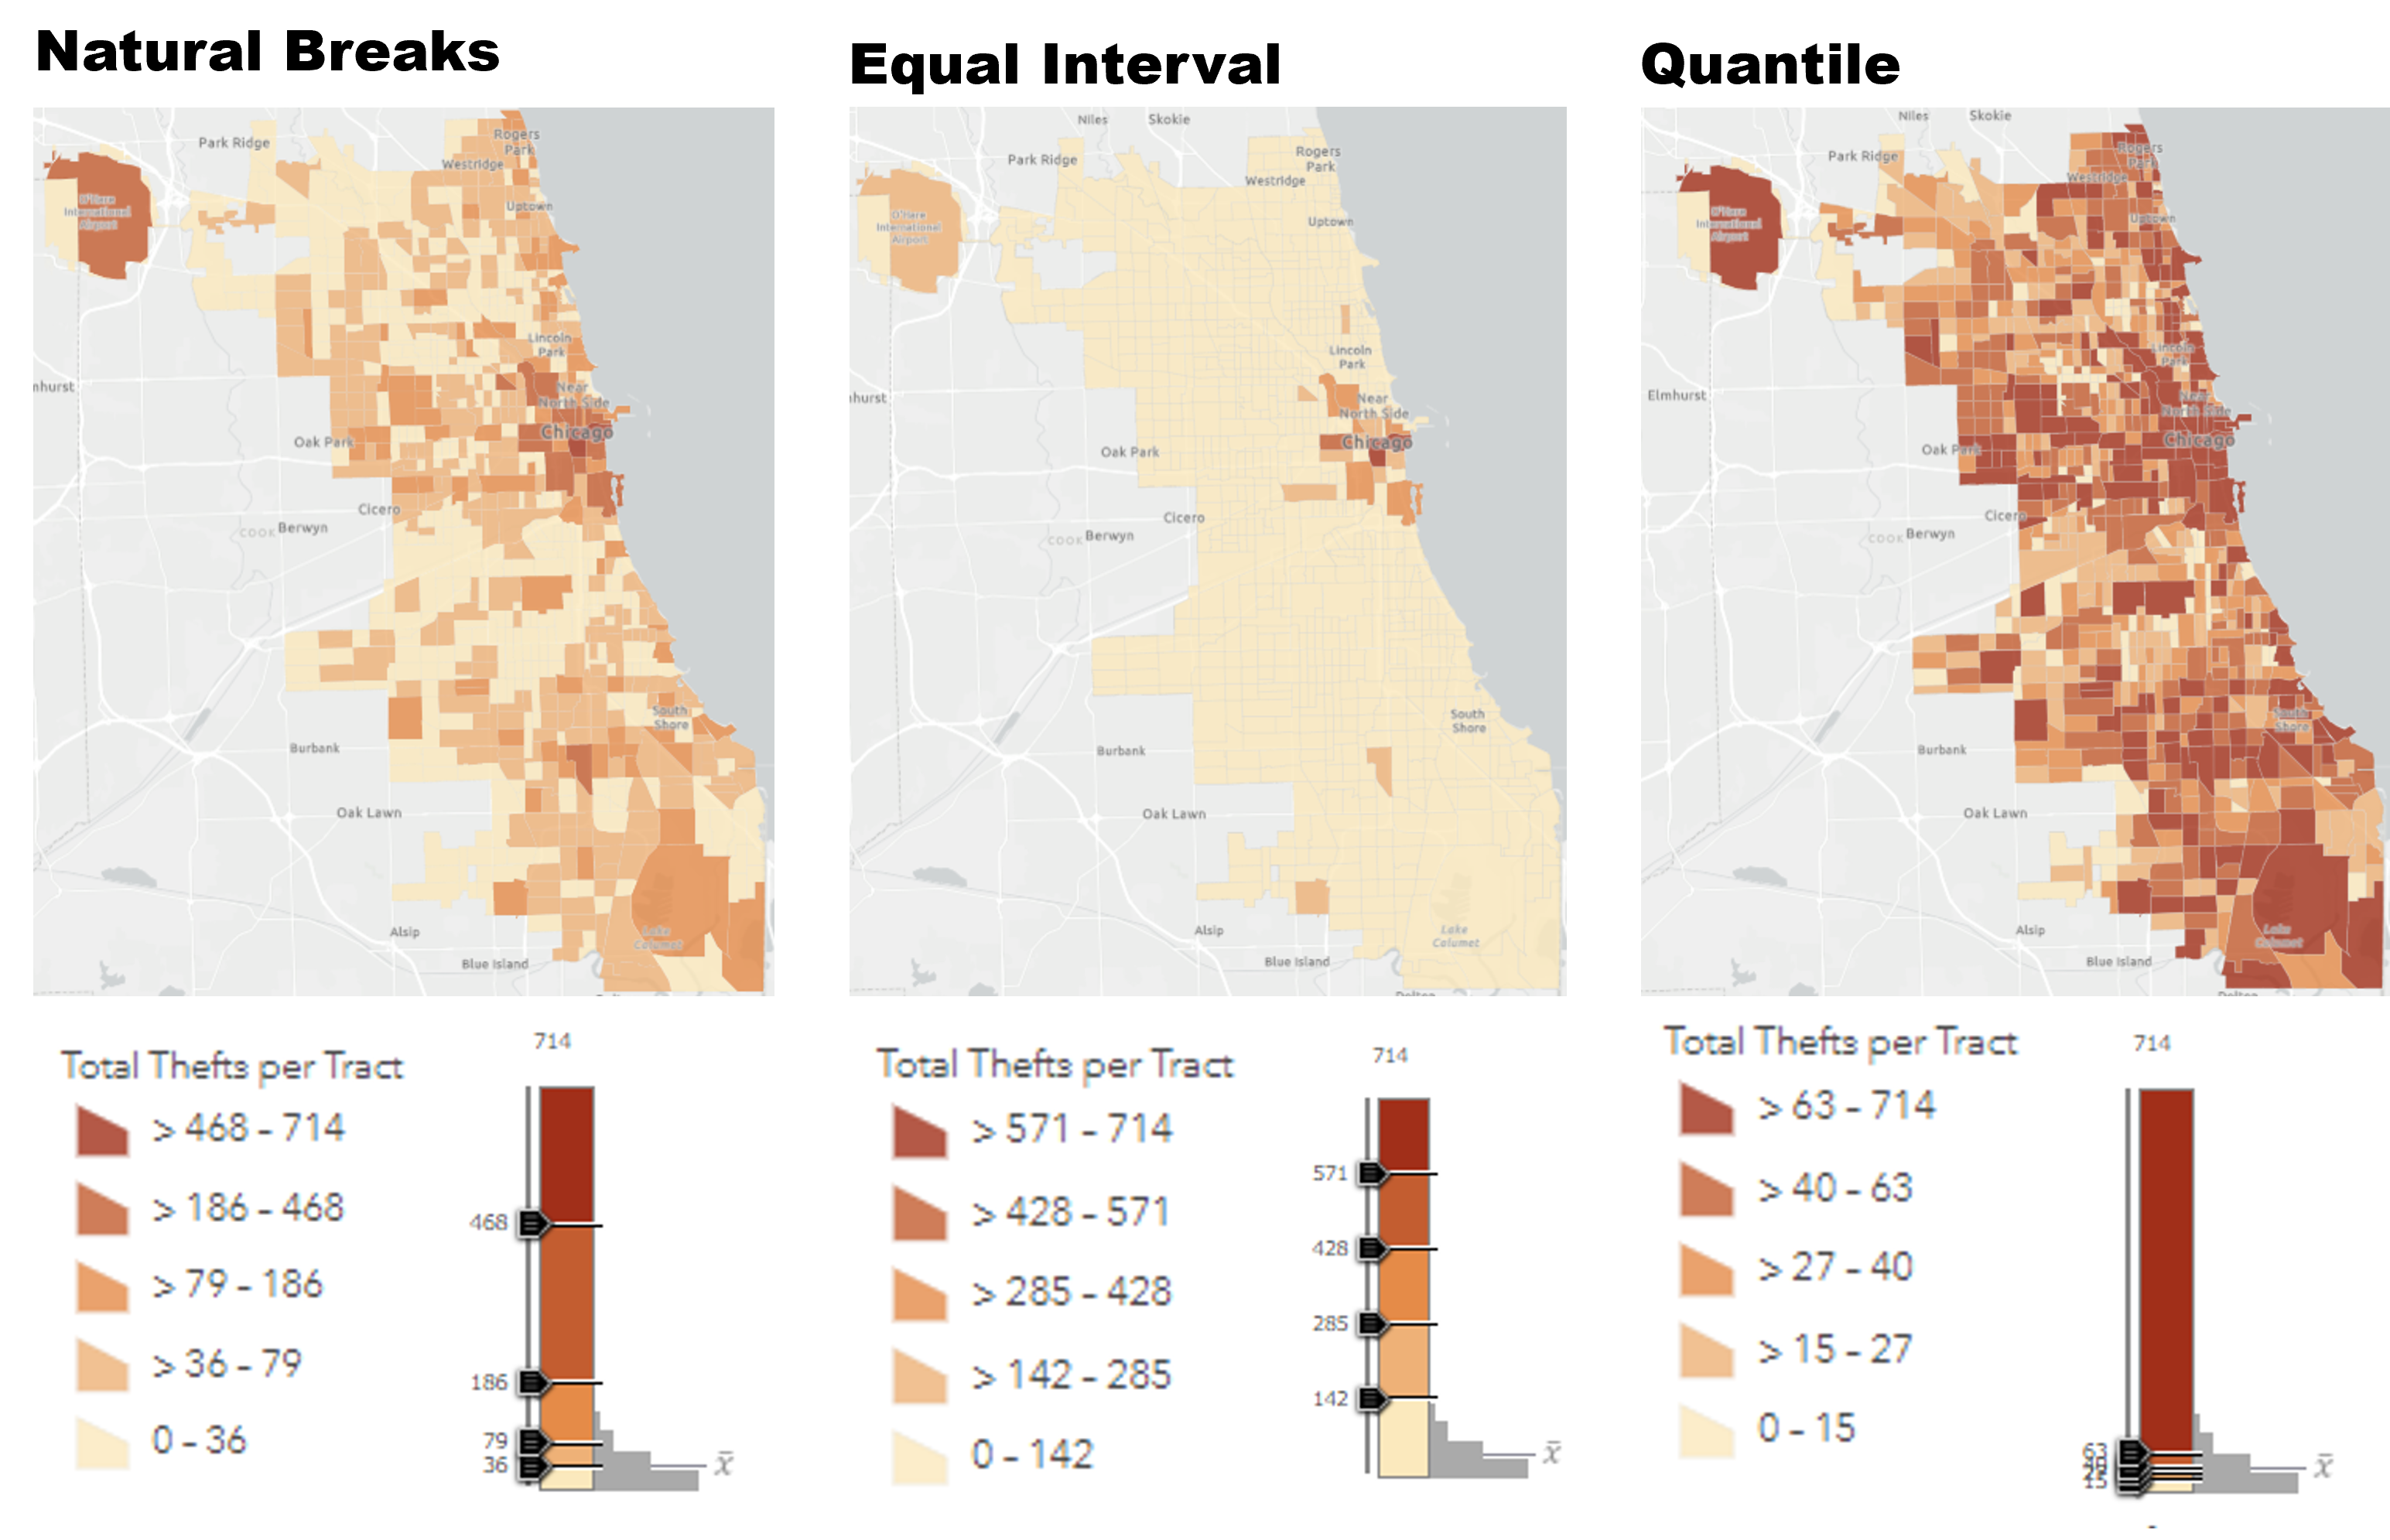 Natural Breaks
Park Ridge
Rogers
Park
Westridge
O'Hare
International
Airport
Uptown
Lincoln
Park
Near
North Side
Chicago
Oak Park
Cicero
COOK Berwyn
South
Shore
Burbank
Oak Lawn
Alsip
Lake
Calumet
Blue Island
Total Thefts per Tract
> 468 - 714
> 186 - 468
> 79 - 186
> 36 - 79
0 - 36
714
468
186
79
36
x̄
Equal Interval
Niles
Skokie
Park Ridge
Rogers
Park
Westridge
O'Hare
International
Airport
Uptown
Lincoln
Park
Near
North Side
Chicago
Oak Park
Cicero
COOK Berwyn
South
Shore
Burbank
Oak Lawn
Alsip
Lake
Calumet
Blue Island
Total Thefts per Tract
> 571 - 714
> 428 - 571
> 285 - 428
> 142 - 285
0 - 142
714
571
428
285
142
x̄
Quantile
Niles
Skokie
Park Ridge
Rogers
Park
Westridge
O'Hare
International
Airport
Uptown
Lincoln
Park
Elmhurst
Near
North Side
Chicago
Oak Park
Cicero
COOK Berwyn
South
Shore
Burbank
Oak Lawn
Alsip
Lake
Calumet
Blue Island
Total Thefts per Tract
> 63 - 714
> 40 - 63
> 27 - 40
> 15 - 27
0 - 15
714
63
15
x̄